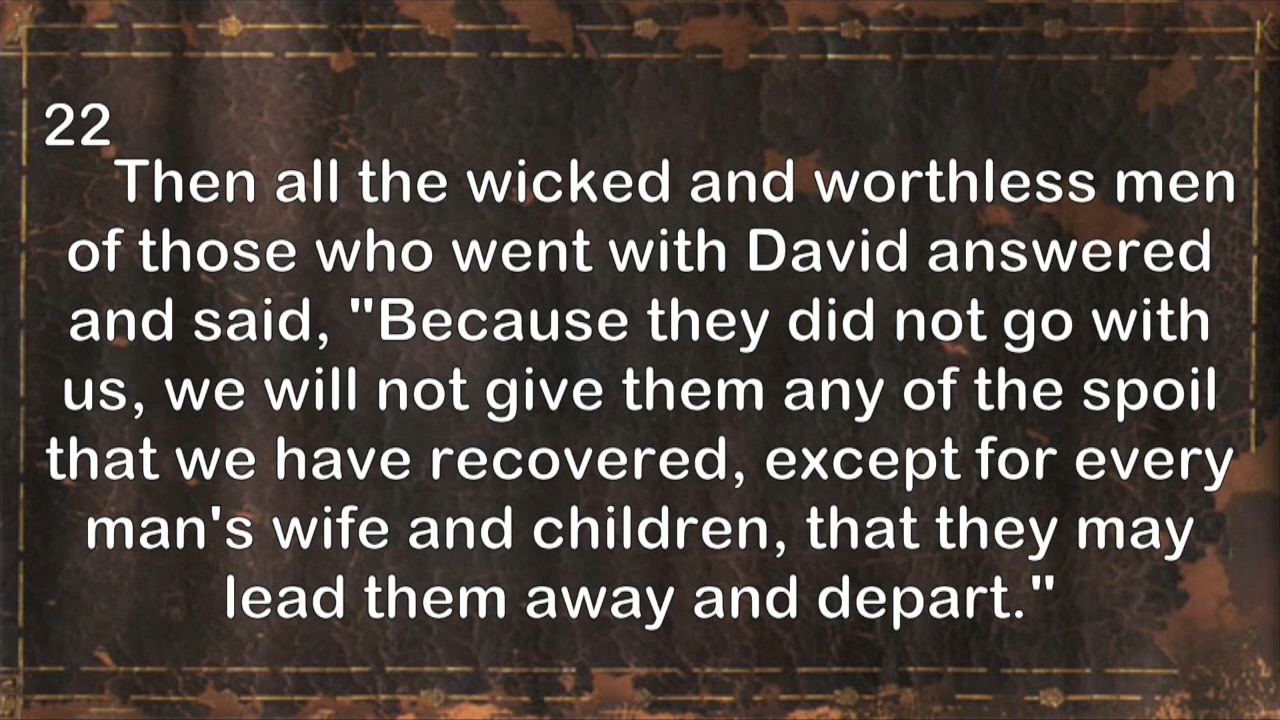 22
Then all the wicked and worthless men
of those who went with David answered
and said, "Because they did not go with
us, we will not give them any of the spoil
that we have recovered, except for every
man's wife and children, that they may
lead them away and depart."